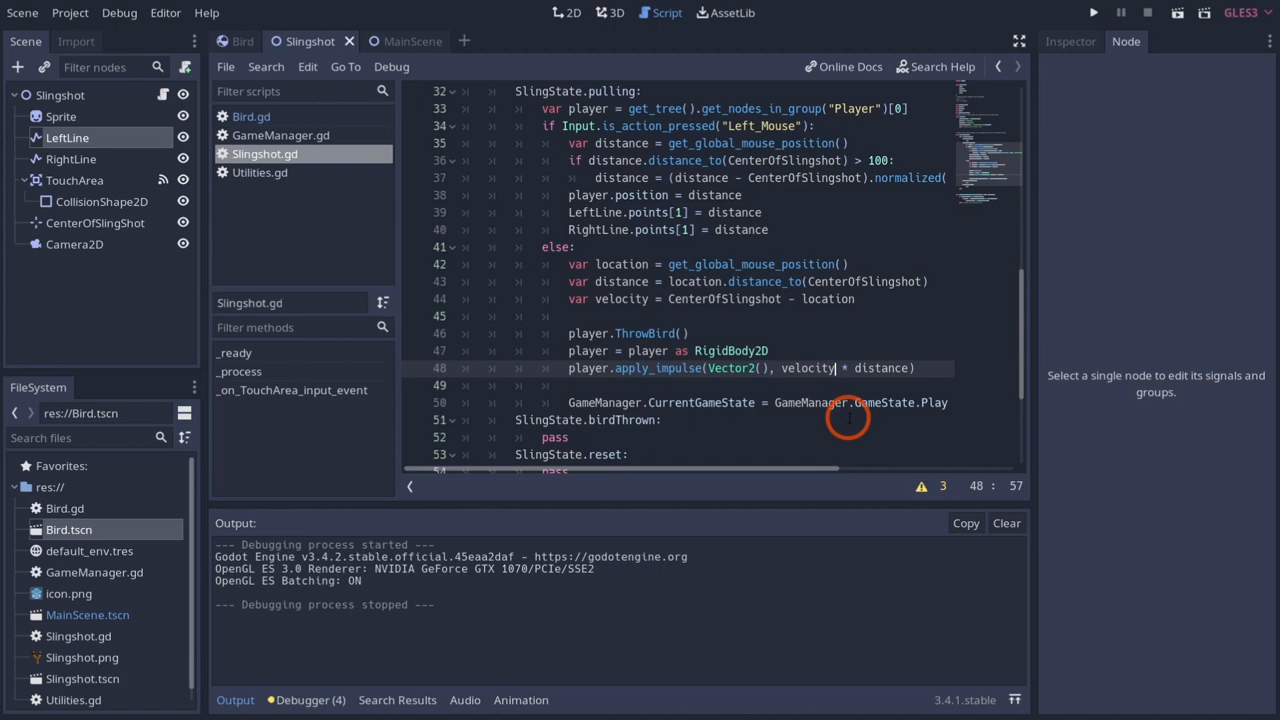 Scene Project Debug Editor Help
2D 3D Script AssetLib
GLES3
Scene Import
Filter nodes
Slingshot
Sprite
LeftLine
RightLine
TouchArea
CollisionShape2D
CenterOfSlingShot
Camera2D
FileSystem
res://Bird.tscn
Search files
Favorites:
res://
Bird.gd
Bird.tscn
default_env.tres
GameManager.gd
icon.png
MainScene.tscn
Slingshot.gd
Slingshot.png
Slingshot.tscn
Utilities.gd
Bird Slingshot MainScene
File Search Edit Go To Debug
Online Docs Search Help
Filter scripts
Bird.gd
GameManager.gd
Slingshot.gd
Utilities.gd
Slingshot.gd
Filter methods
_ready
_process
_on_TouchArea_input_event
32 SlingState.pulling:
33 var player = get_tree().get_nodes_in_group("Player")[0]
34 if Input.is_action_pressed("Left_Mouse"):
35 var distance = get_global_mouse_position()
36 if distance.distance_to(CenterOfSlingshot) > 100:
37 distance = (distance - CenterOfSlingshot).normalized(
38 player.position = distance
39 LeftLine.points[1] = distance
40 RightLine.points[1] = distance
41 else:
42 var location = get_global_mouse_position()
43 var distance = location.distance_to(CenterOfSlingshot)
44 var velocity = CenterOfSlingshot - location
45
46 player.ThrowBird()
47 player = player as RigidBody2D
48 player.apply_impulse(Vector2(), velocity * distance)
49
50 GameManager.CurrentGameState = GameManager.GameState.Play
51 SlingState.birdThrown:
52 pass
53 SlingState.reset:
54 pass
3 48 : 57
Output:
Copy Clear
--- Debugging process started ---
Godot Engine v3.4.2.stable.official.45eaa2daf - https://godotengine.org
OpenGL ES 3.0 Renderer: NVIDIA GeForce GTX 1070/PCIe/SSE2
OpenGL ES Batching: ON
--- Debugging process stopped ---
Output Debugger (4) Search Results Audio Animation
3.4.1.stable
Inspector Node
Select a single node to edit its signals and
groups.